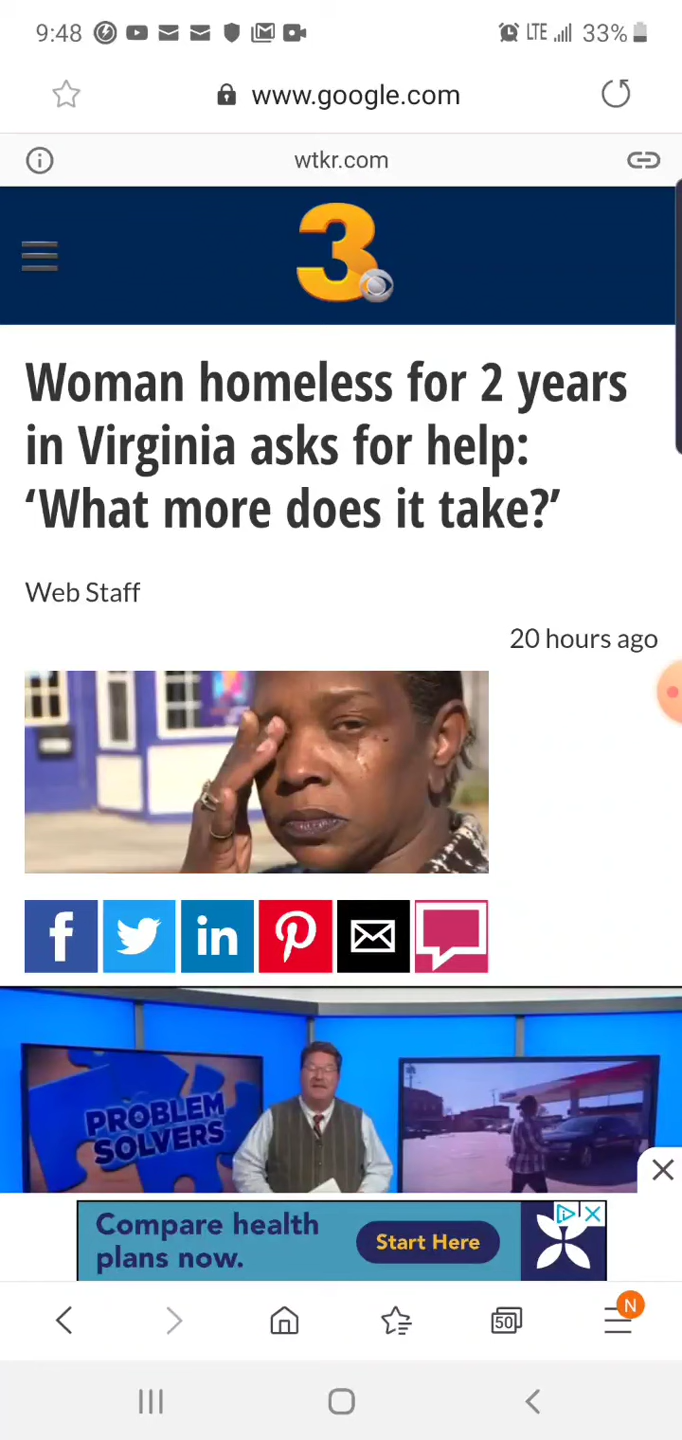 9:48 LTE 33%
www.google.com
wtkr.com
3
Woman homeless for 2 years
in Virginia asks for help:
‘What more does it take?’
Web Staff
20 hours ago
f in
PROBLEM
SOLVERS
Compare health
plans now.
Start Here
50
N